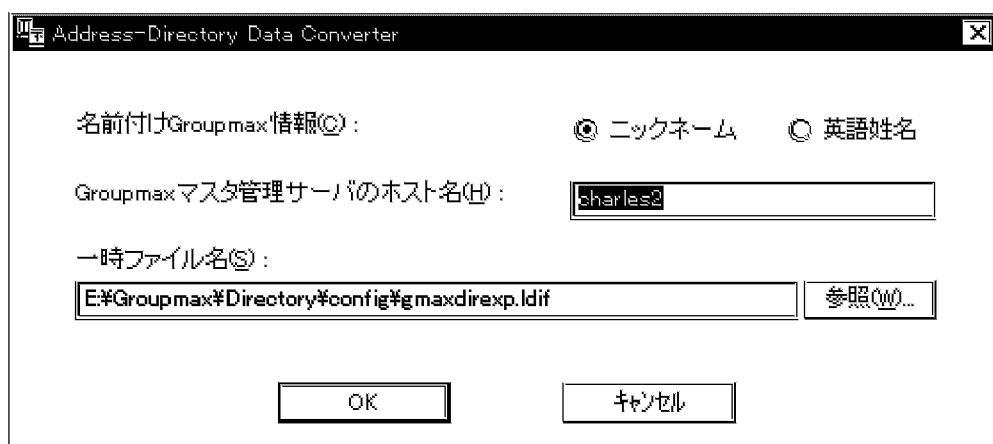 Address-Directory Data Converter
名前付けGroupmax情報(C)：
ニックネーム 英語姓名
Groupmaxマスタ管理サーバのホスト名(H)：
charles2
一時ファイル名(S)：
E:¥Groupmax¥Directory¥config¥gmaxdirexp.ldif
参照(W)...
OK キャンセル